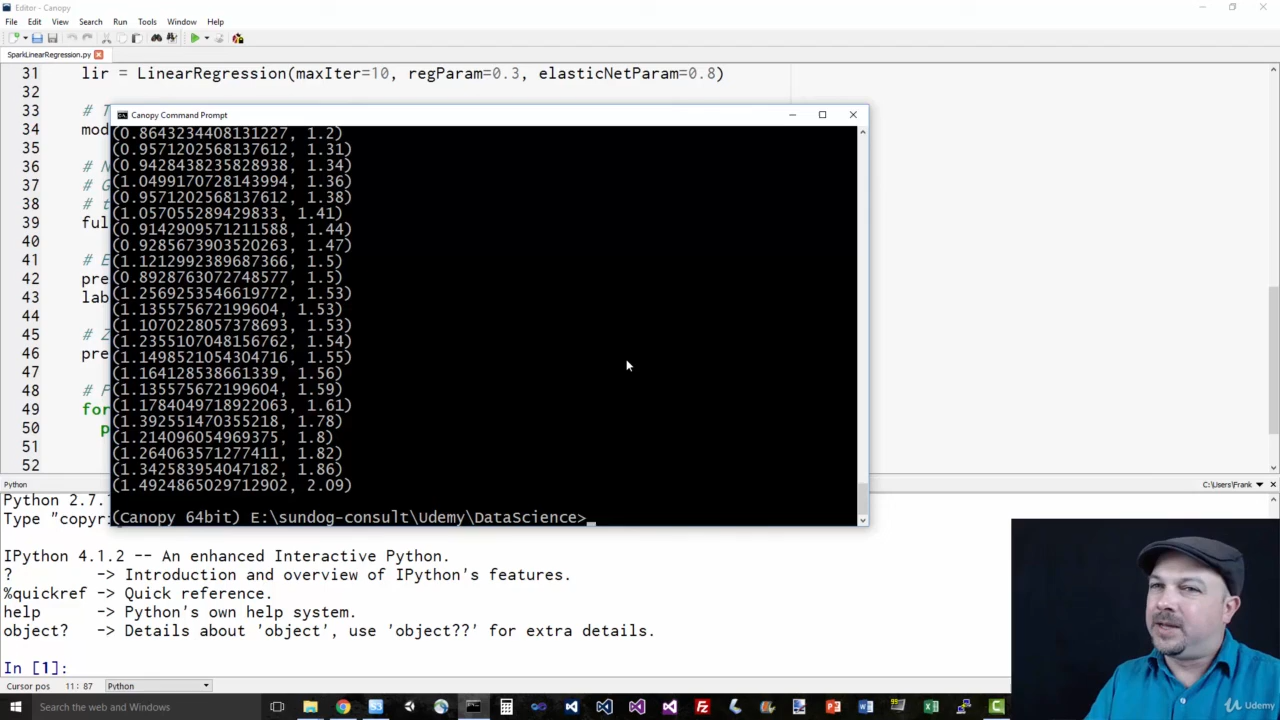 Editor - Canopy
File Edit View Search Run Tools Window Help
SparkLinearRegression.py
31 lir = LinearRegression(maxIter=10, regParam=0.3, elasticNetParam=0.8)
32
33 # T
34 mod
35
36 # N
37 # G
38 # t
39 ful
40
41 # E
42 pre
43 lab
44
45 # Z
46 pre
47
48 # P
49 for
50 p
51
52
Canopy Command Prompt
(0.8643234408131227, 1.2)
(0.9571202568137612, 1.31)
(0.9428438235828938, 1.34)
(1.0499170728143994, 1.36)
(0.9571202568137612, 1.38)
(1.057055289429833, 1.41)
(0.9142909571211588, 1.44)
(0.9285673903520263, 1.47)
(1.1212992389687366, 1.5)
(0.8928763072748577, 1.5)
(1.2569253546619772, 1.53)
(1.135575672199604, 1.53)
(1.1070228057378693, 1.53)
(1.2355107048156762, 1.54)
(1.1498521054304716, 1.55)
(1.164128538661339, 1.56)
(1.135575672199604, 1.59)
(1.1784049718922063, 1.61)
(1.392551470355218, 1.78)
(1.214096054969375, 1.8)
(1.264063571277411, 1.82)
(1.342583954047182, 1.86)
(1.4924865029712902, 2.09)
(Canopy 64bit) E:\sundog-consult\Udemy\DataScience>
Python
C:\Users\Frank
Python 2.7.
Type "copyr
IPython 4.1.2 -- An enhanced Interactive Python.
? -> Introduction and overview of IPython's features.
%quickref -> Quick reference.
help -> Python's own help system.
object? -> Details about 'object', use 'object??' for extra details.
In [1]:
Cursor pos 11: 87 Python
Search the web and Windows
Udemy